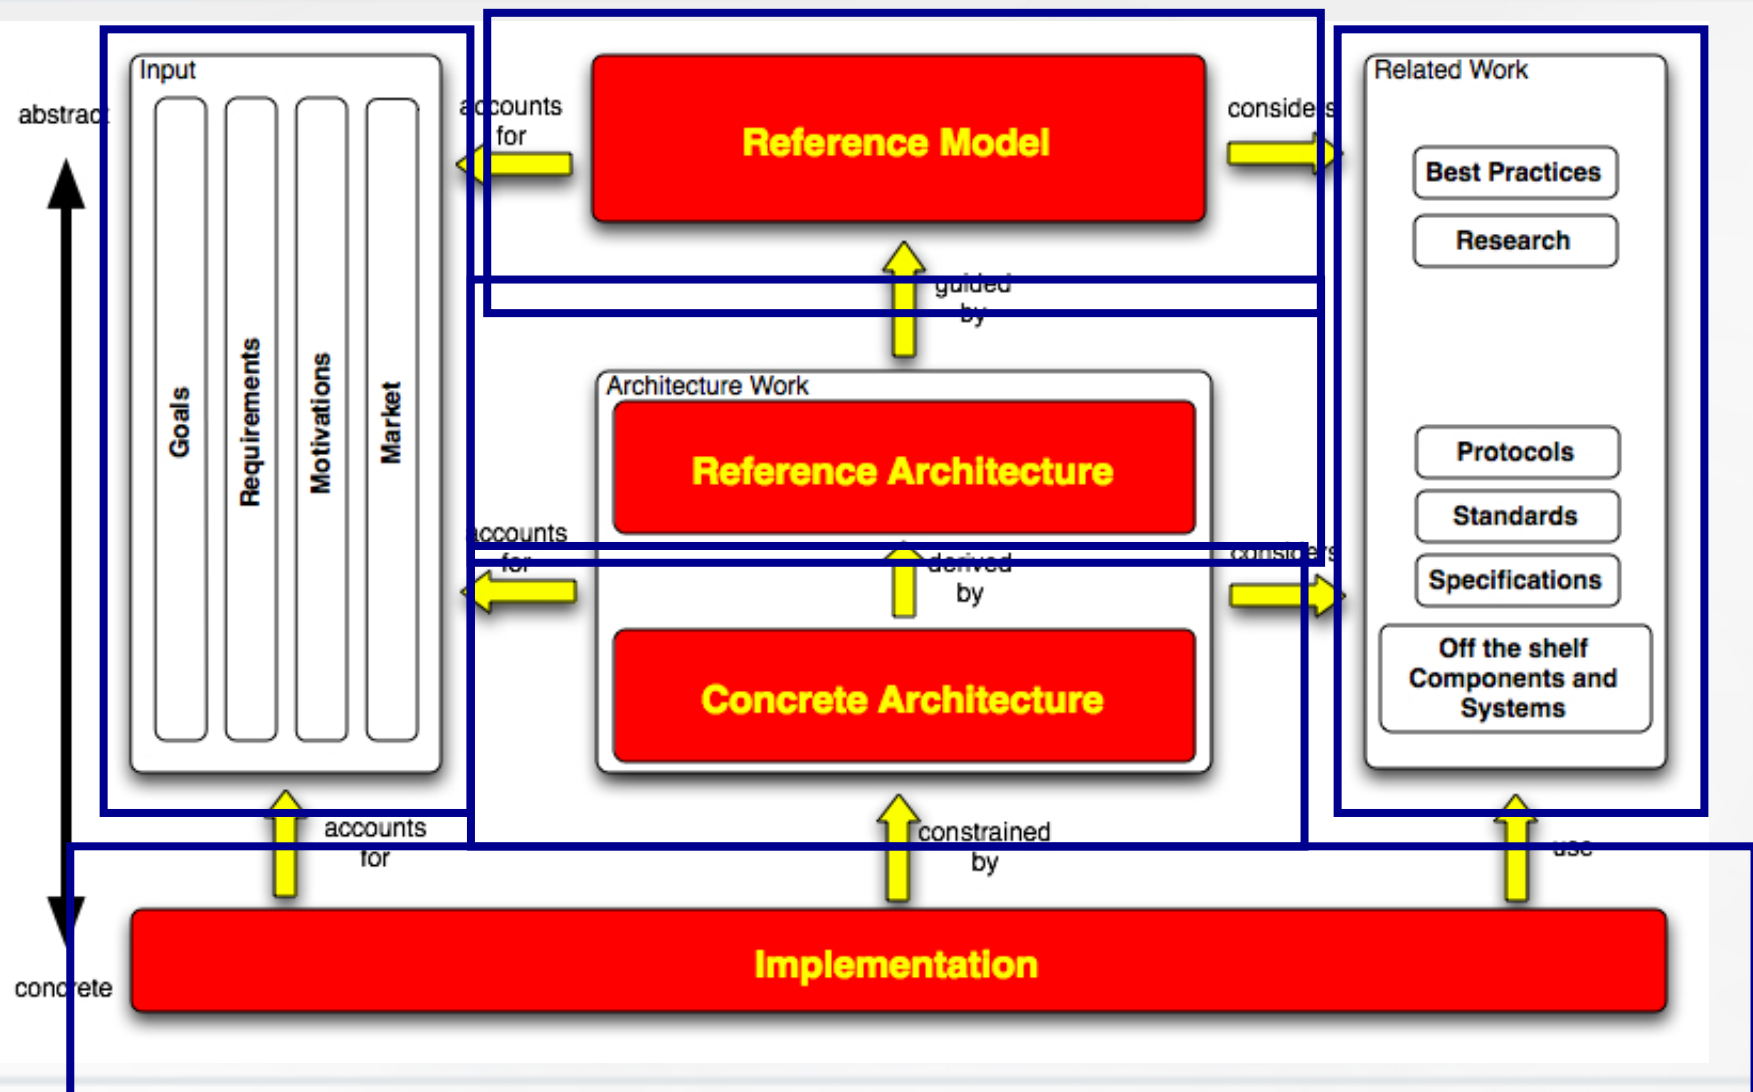 abstract
Input
Goals
Requirements
Motivations
Market
accounts
for
Reference Model
considers
Related Work
Best Practices
Research
guided
by
Architecture Work
Reference Architecture
accounts
for
derived
by
considers
Concrete Architecture
Protocols
Standards
Specifications
Off the shelf
Components and
Systems
accounts
for
constrained
by
use
Implementation
concrete